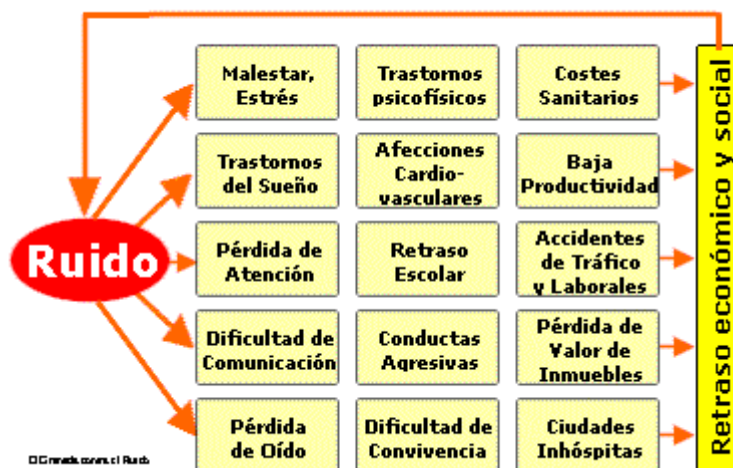 Malestar,
Estrés
Trastornos
psicofísicos
Costes
Sanitarios
Trastornos
del Sueño
Afecciones
Cardio-
vasculares
Baja
Productividad
Ruido
Pérdida de
Atención
Retraso
Escolar
Accidentes
de Tráfico
y Laborales
Dificultad de
Comunicación
Conductas
Agresivas
Pérdida de
Valor de
Inmuebles
Pérdida
de Oído
Dificultad de
Convivencia
Ciudades
Inhóspitas
Retraso económico y social